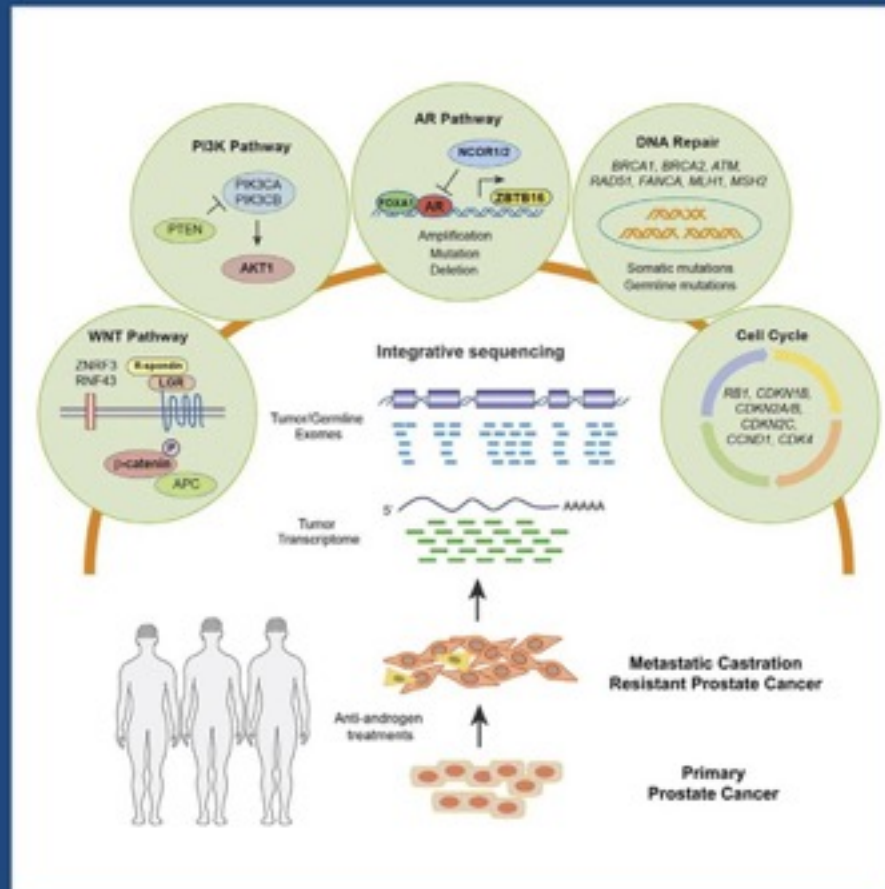 AR Pathway
NCOR1/2
FOXA1
AR
ZBTB16
Amplification
Mutation
Deletion
PI3K Pathway
PIK3CA
PIK3CB
PTEN
AKT1
DNA Repair
BRCA1, BRCA2, ATM,
RAD51, FANCA, MLH1, MSH2
Somatic mutations
Germline mutations
WNT Pathway
ZNRF3
RNF43
R-spondin
LGR
P
β-catenin
APC
Cell Cycle
RB1, CDKN1B,
CDKN2A/B,
CDKN2C,
CCND1, CDK4
Integrative sequencing
Tumor/Germline
Exomes
5'
AAAAA
Tumor
Transcriptome
Metastatic Castration
Resistant Prostate Cancer
Anti-androgen
treatments
Primary
Prostate Cancer